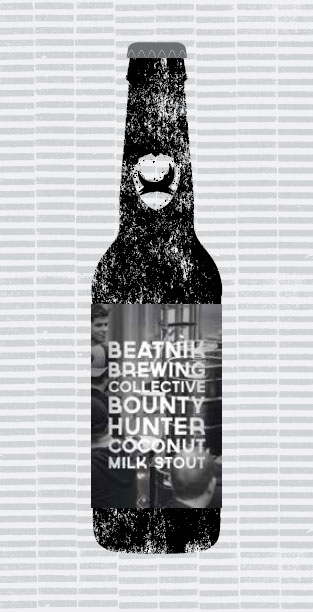 BEATNIK
BREWING
COLLECTIVE
BOUNTY
HUNTER
COCONUT
MILK STOUT